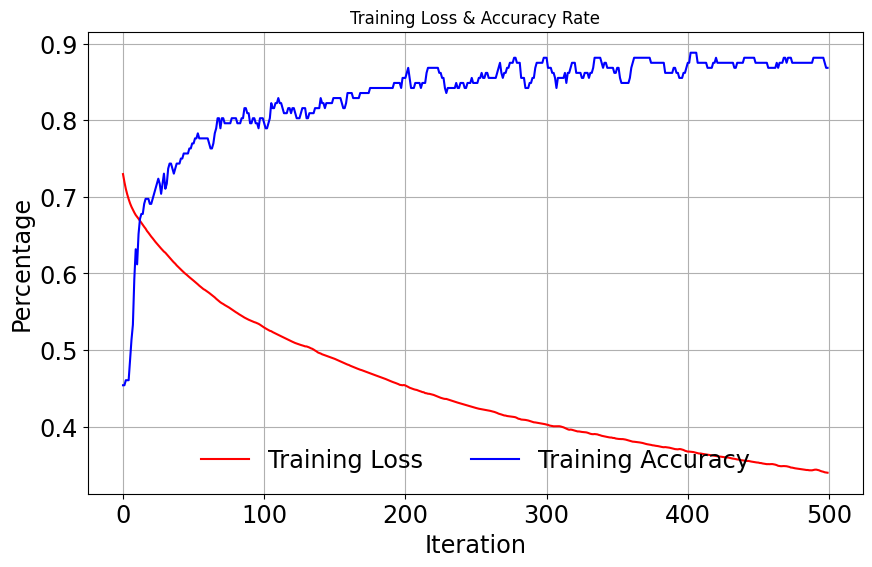 Training Loss & Accuracy Rate
0.9
0.8
0.7
0.6
0.5
0.4
Percentage
Training Loss
Training Accuracy
0
100
200
300
400
500
Iteration